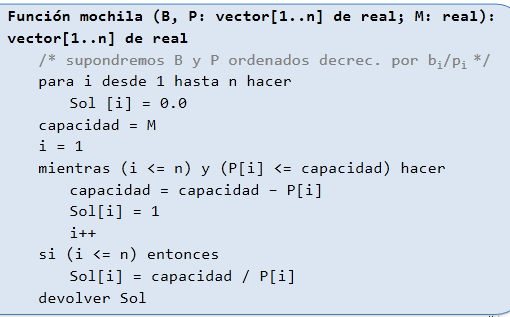 Función mochila (B, P: vector[1..n] de real; M: real):
vector[1..n] de real
/* supondremos B y P ordenados decrec. por bi/pi */
para i desde 1 hasta n hacer
Sol [i] = 0.0
capacidad = M
i = 1
mientras (i <= n) y (P[i] <= capacidad) hacer
capacidad = capacidad – P[i]
Sol[i] = 1
i++
si (i <= n) entonces
Sol[i] = capacidad / P[i]
devolver Sol